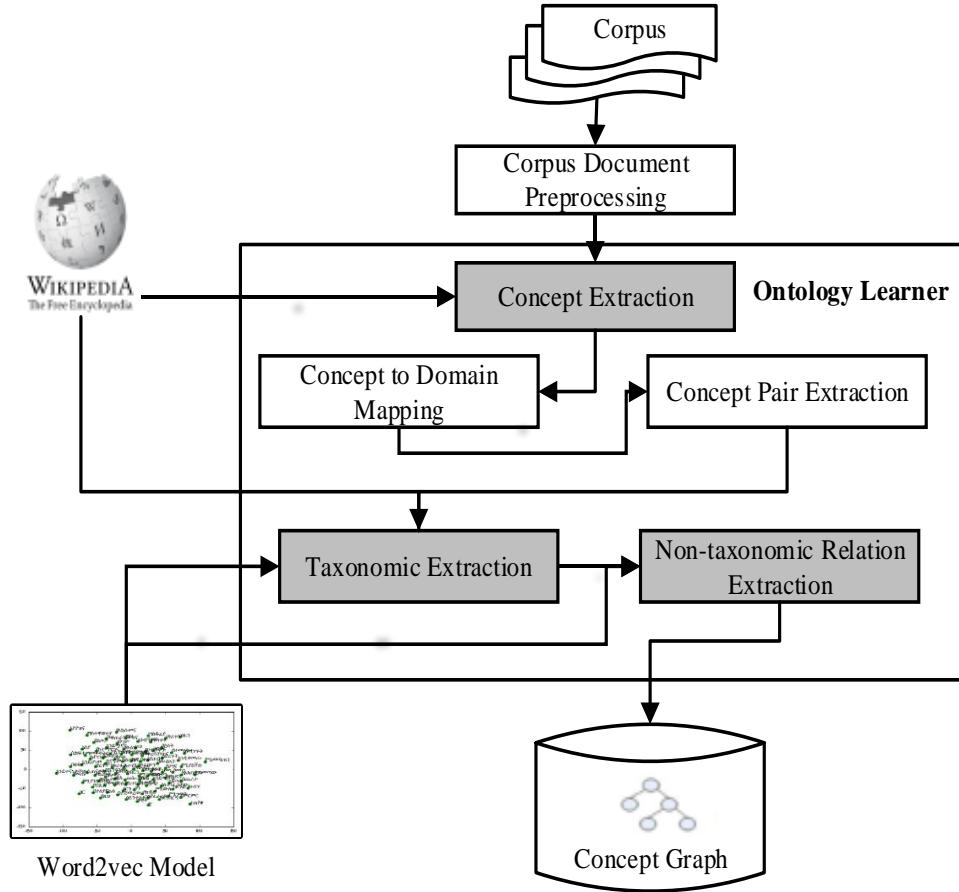 Corpus
Corpus Document
Preprocessing
WIKIPEDIA
The Free Encyclopedia
Concept Extraction
Ontology Learner
Concept to Domain
Mapping
Concept Pair Extraction
Taxonomic Extraction
Non-taxonomic Relation
Extraction
Word2vec Model
Concept Graph